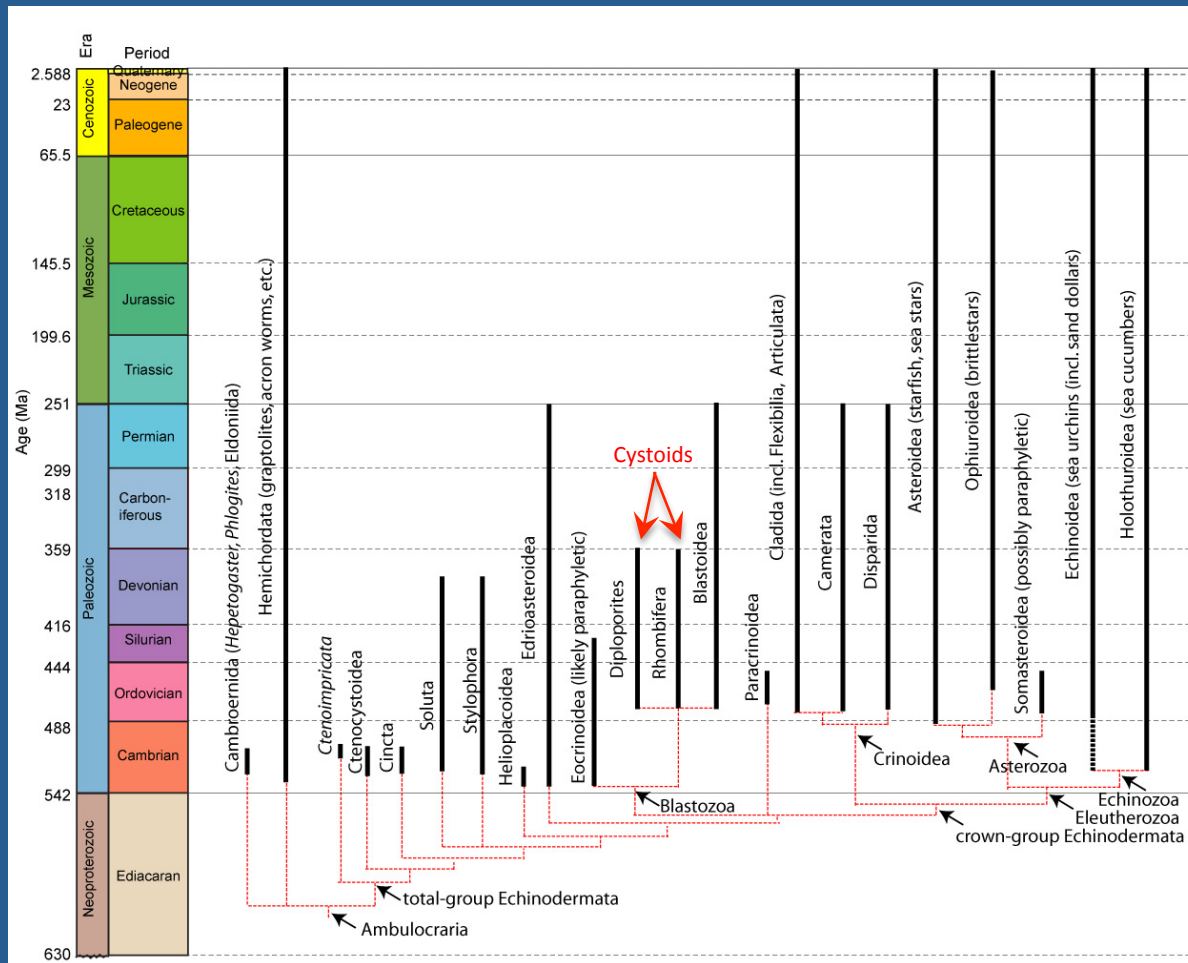 Era
Period
Age (Ma)
2.588
23
65.5
145.5
199.6
251
299
318
359
416
444
488
542
630
Cenozoic
Mesozoic
Paleozoic
Neoproterozoic
Quaternary
Neogene
Paleogene
Cretaceous
Jurassic
Triassic
Permian
Carbon-
iferous
Devonian
Silurian
Ordovician
Cambrian
Ediacaran
Cambroernida (Hepetogaster, Phlogites, Eldoniida)
Hemichordata (graptolites, acron worms, etc.)
Ctenoimpricata
Ctenocystoidea
Cincta
Soluta
Stylophora
Helioplacoidea
Edrioasteroidea
Eocrinoidea (likely paraphyletic)
Cystoids
Diploporites
Rhombifera
Blastoidea
Paracrinoidea
Cladida (incl. Flexibilia, Articulata)
Camerata
Disparida
Asteroidea (starfish, sea stars)
Ophiuroidea (brittlestars)
Somasteroidea (possibly paraphyletic)
Echinoidea (sea urchins (incl. sand dollars)
Holothuroidea (sea cucumbers)
Crinoidea
Asterozoa
Echinozoa
Eleutherozoa
Blastozoa
crown-group Echinodermata
total-group Echinodermata
Ambulocraria